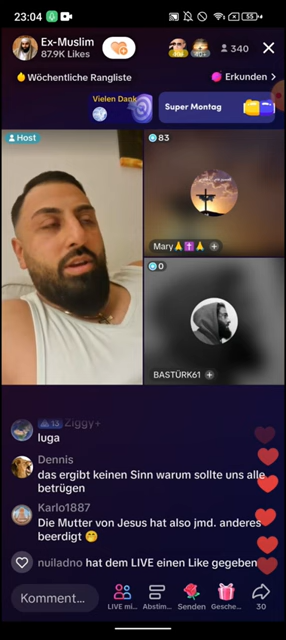 23:04
55
Ex-Muslim
87.9K Likes
340
Wöchentliche Rangliste
Erkunden >
Vielen Dank
Super Montag
Host
83
Mary
0
BASTÜRK61
13 Ziggy+
luga
Dennis
das ergibt keinen Sinn warum sollte uns alle
betrügen
Karlo1887
Die Mutter von Jesus hat also jmd. anderes
beerdigt 🤭
nuiladno hat dem LIVE einen Like gegeben
Komment...
LIVE mi...
Abstim...
Senden
Gesche...
30